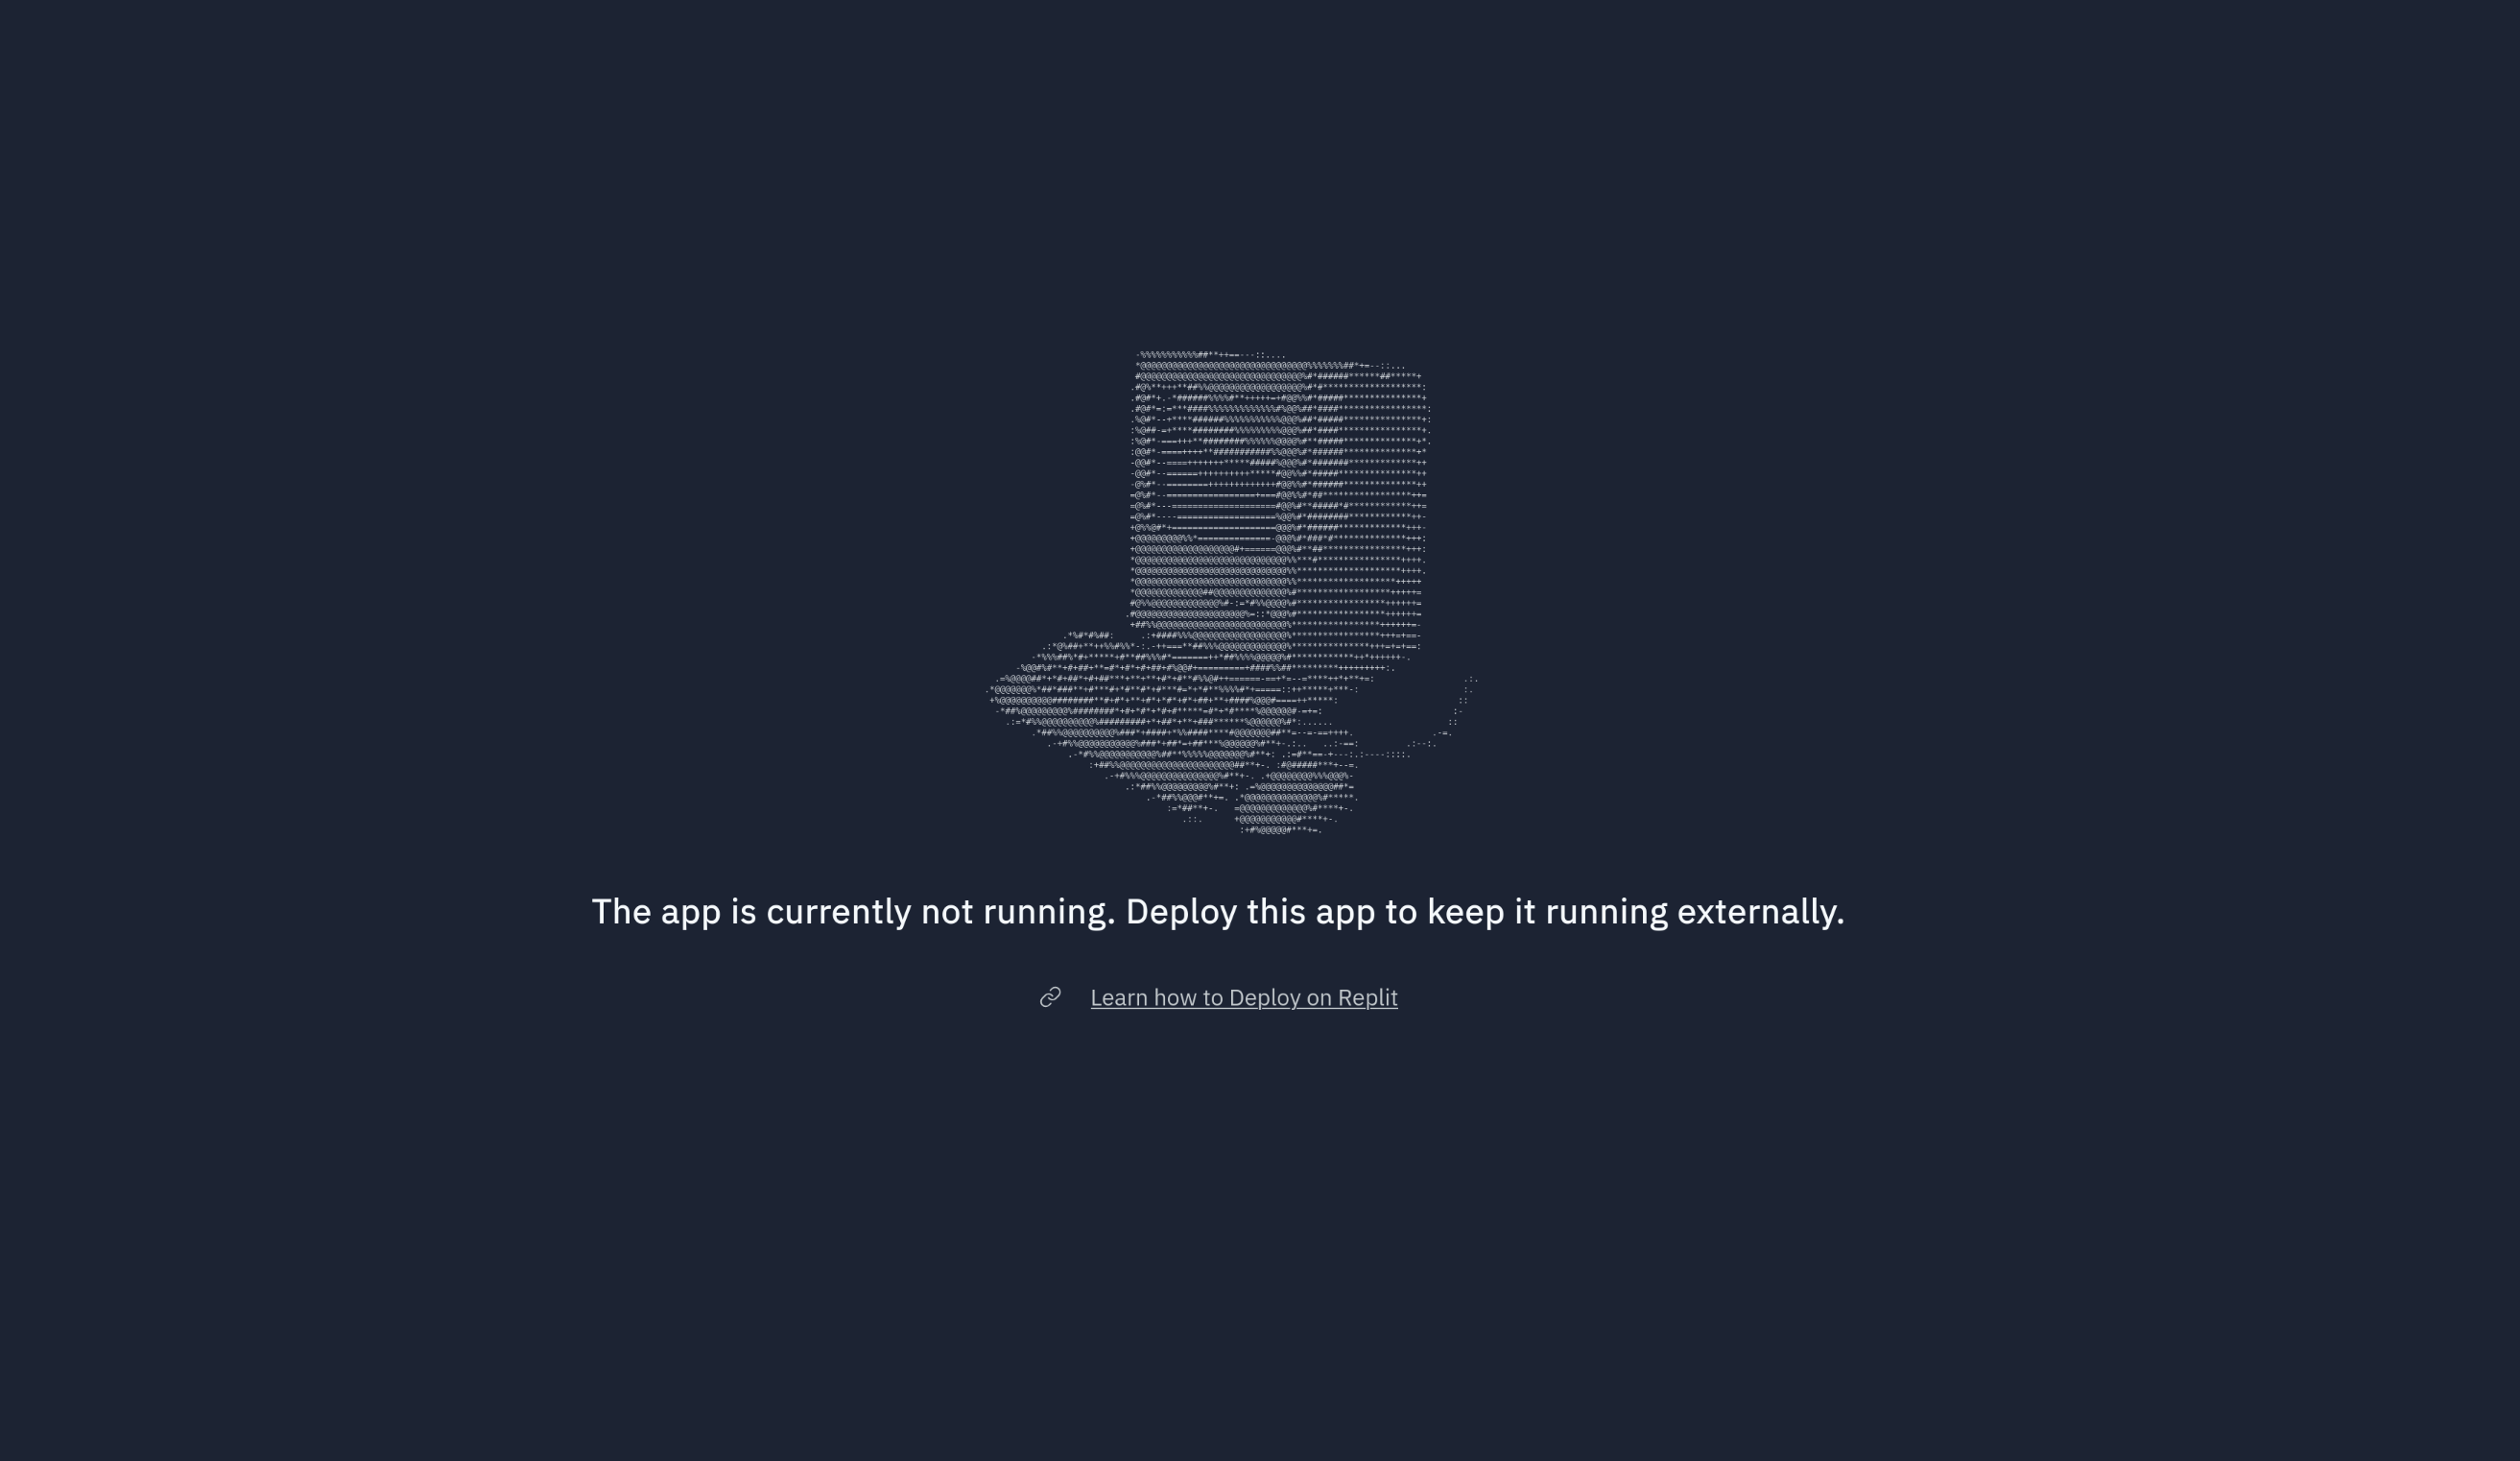 The app is currently not running. Deploy this app to keep it running externally.
Learn how to Deploy on Replit